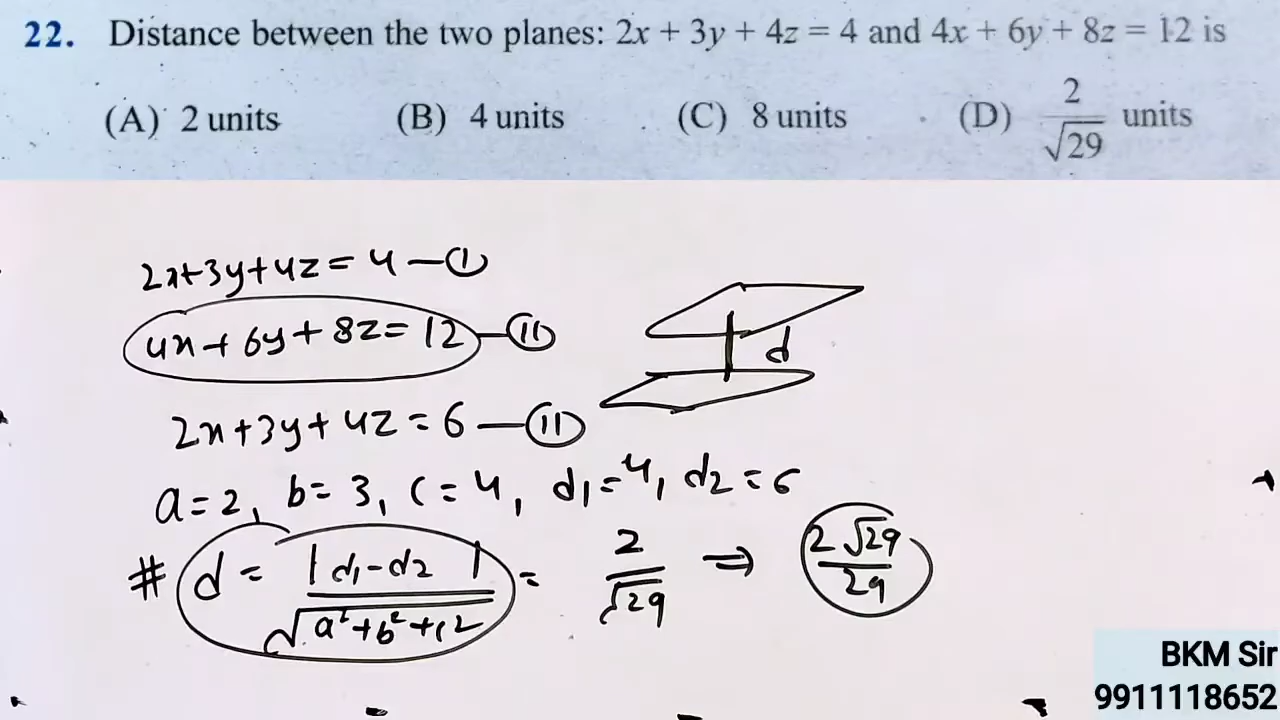 22. Distance between the two planes: 2x + 3y + 4z = 4 and 4x + 6y + 8z = 12 is
(A) 2 units (B) 4 units (C) 8 units (D) 2/√29 units
2x+3y+4z = 4 — (I)
4x+6y+8z = 12 — (II)
d
2x+3y+4z = 6 — (II)
a=2, b=3, c=4, d₁=4, d₂=6
# d = |d₁-d₂| / √a²+b²+c² = 2/√29 ⇒ 2√29/29
BKM Sir
9911118652